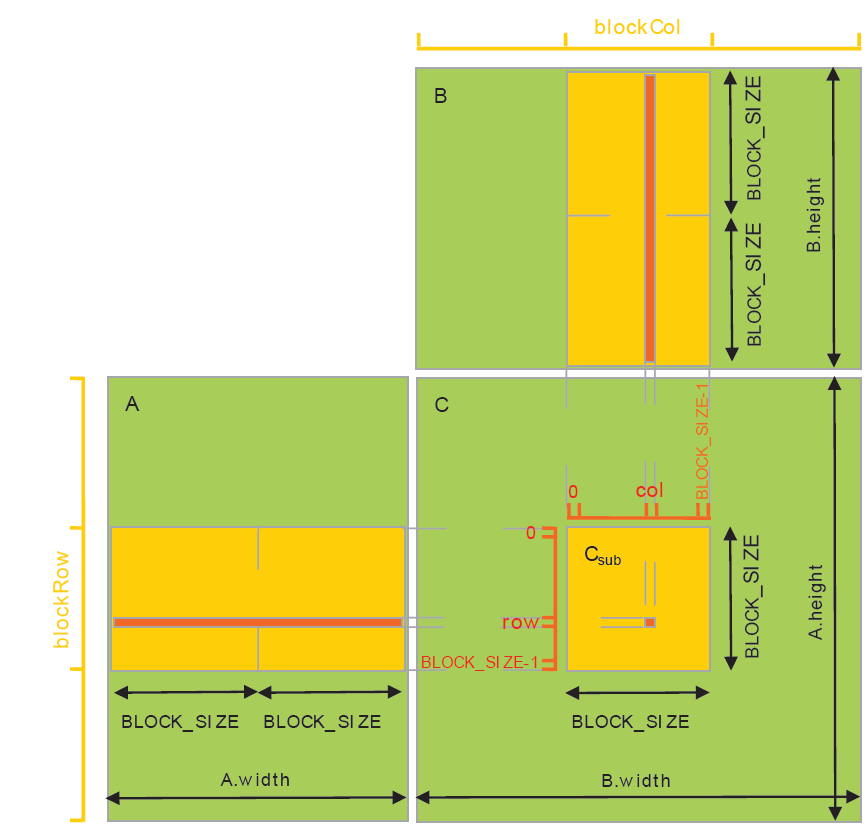 blockCol
B
BLOCK_SIZE
BLOCK_SIZE
B.height
A
C
BLOCK_SIZE-1
0
col
blockRow
0
row
BLOCK_SIZE-1
Csub
BLOCK_SIZE
A.height
BLOCK_SIZE
BLOCK_SIZE
BLOCK_SIZE
A.width
B.width